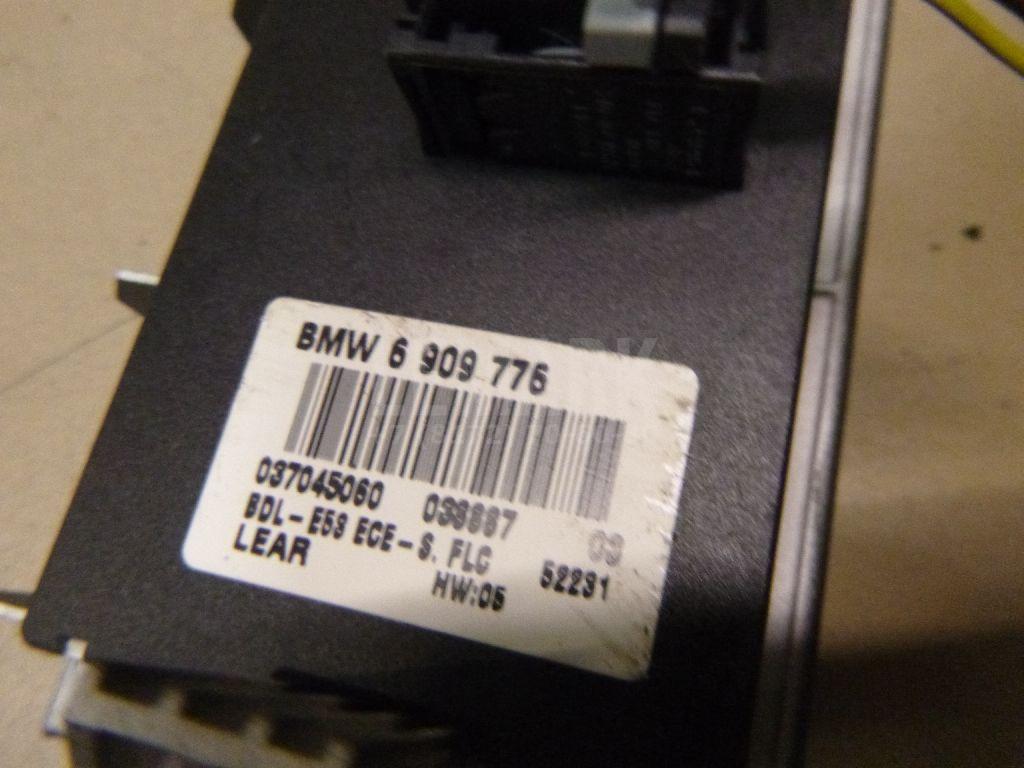 BMW 6 909 776
037045060 038887 03
BDL-E53 ECE-S. FLC 52231
LEAR HW:05